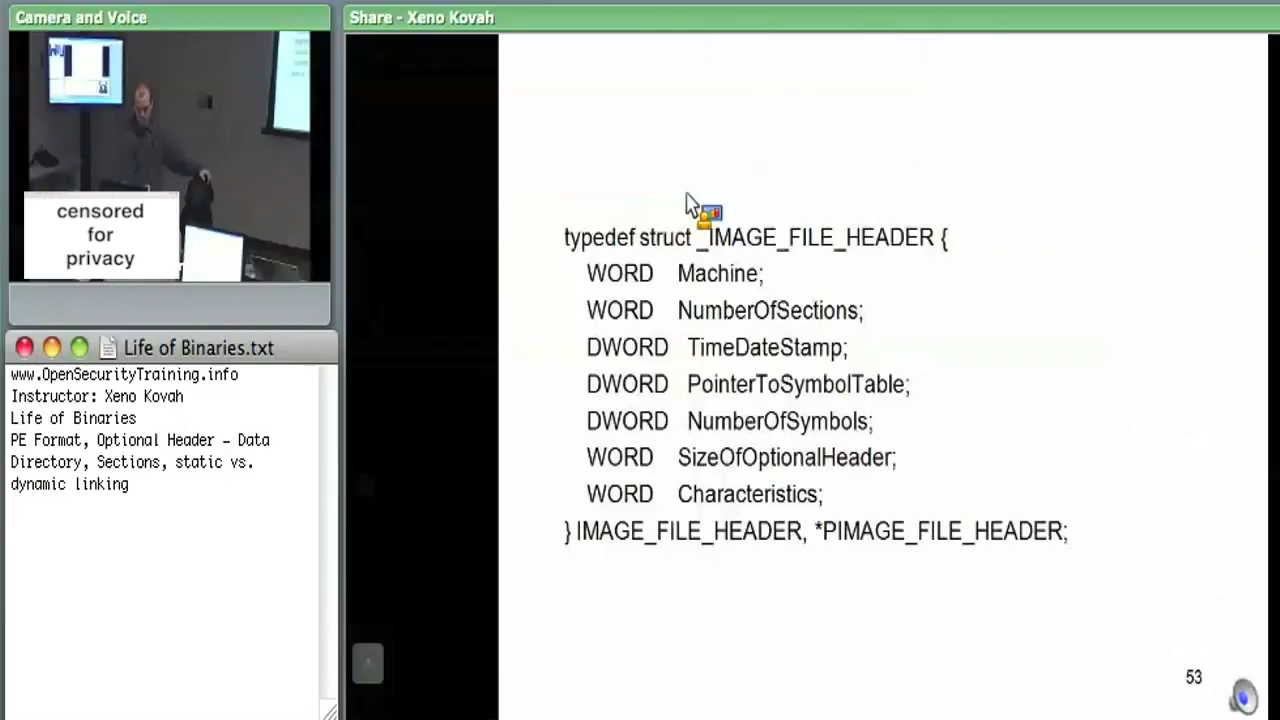 Camera and Voice
censored
for
privacy
Life of Binaries.txt
www.OpenSecurityTraining.info
Instructor: Xeno Kovah
Life of Binaries
PE Format, Optional Header – Data
Directory, Sections, static vs.
dynamic linking
Share - Xeno Kovah
typedef struct _IMAGE_FILE_HEADER {
WORD Machine;
WORD NumberOfSections;
DWORD TimeDateStamp;
DWORD PointerToSymbolTable;
DWORD NumberOfSymbols;
WORD SizeOfOptionalHeader;
WORD Characteristics;
} IMAGE_FILE_HEADER, *PIMAGE_FILE_HEADER;
53